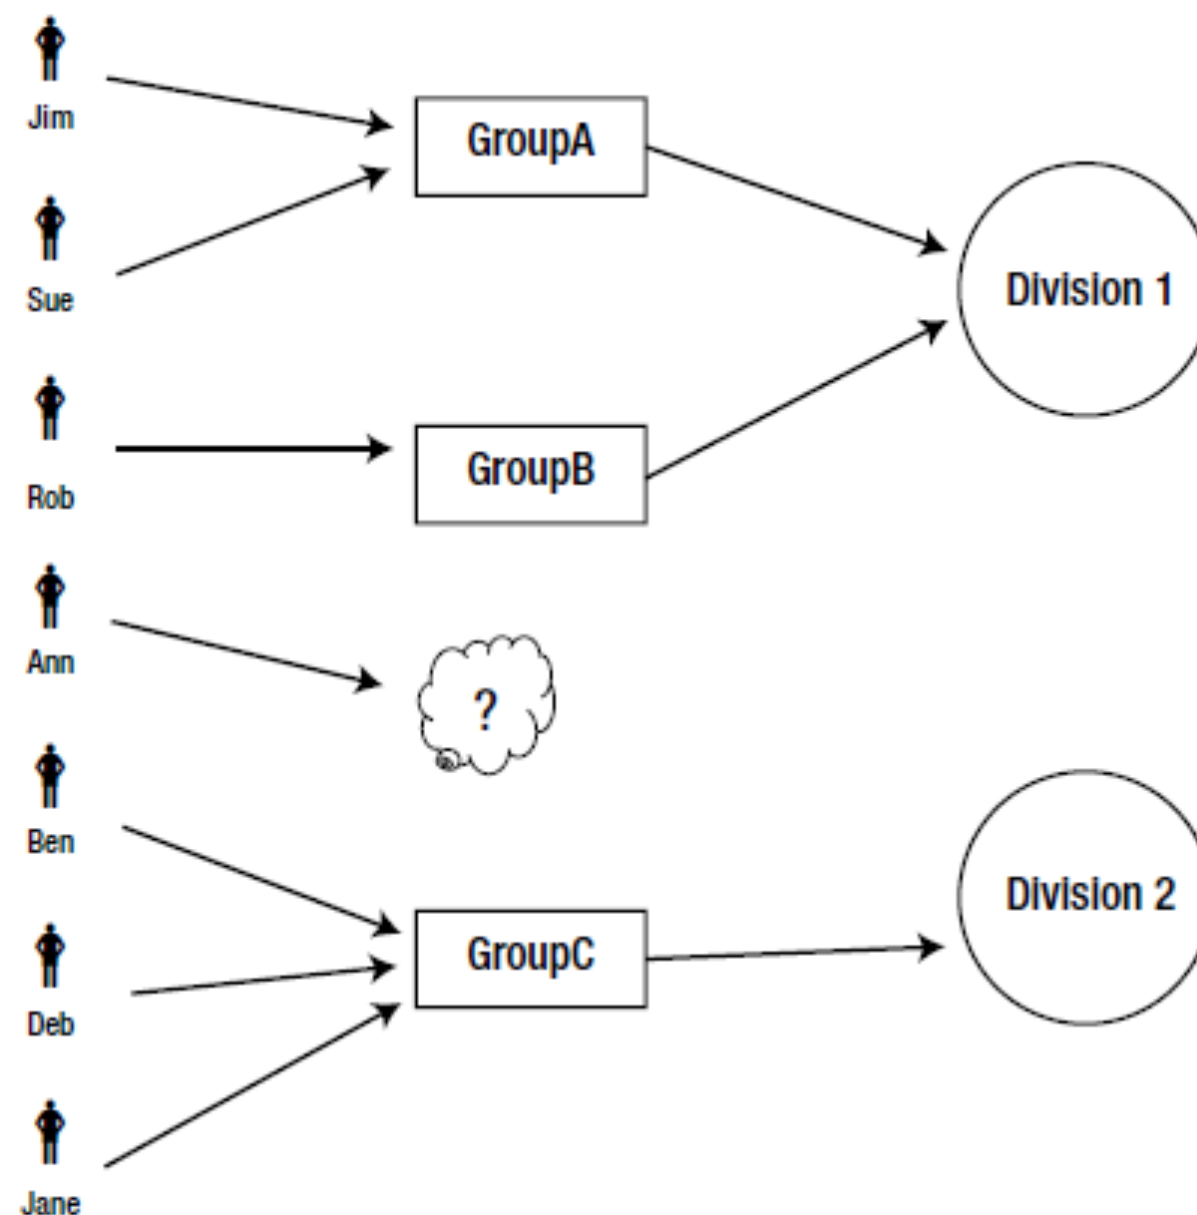 Jim
GroupA
Sue
Division 1
Rob
GroupB
Ann
?
Ben
Division 2
GroupC
Deb
Jane